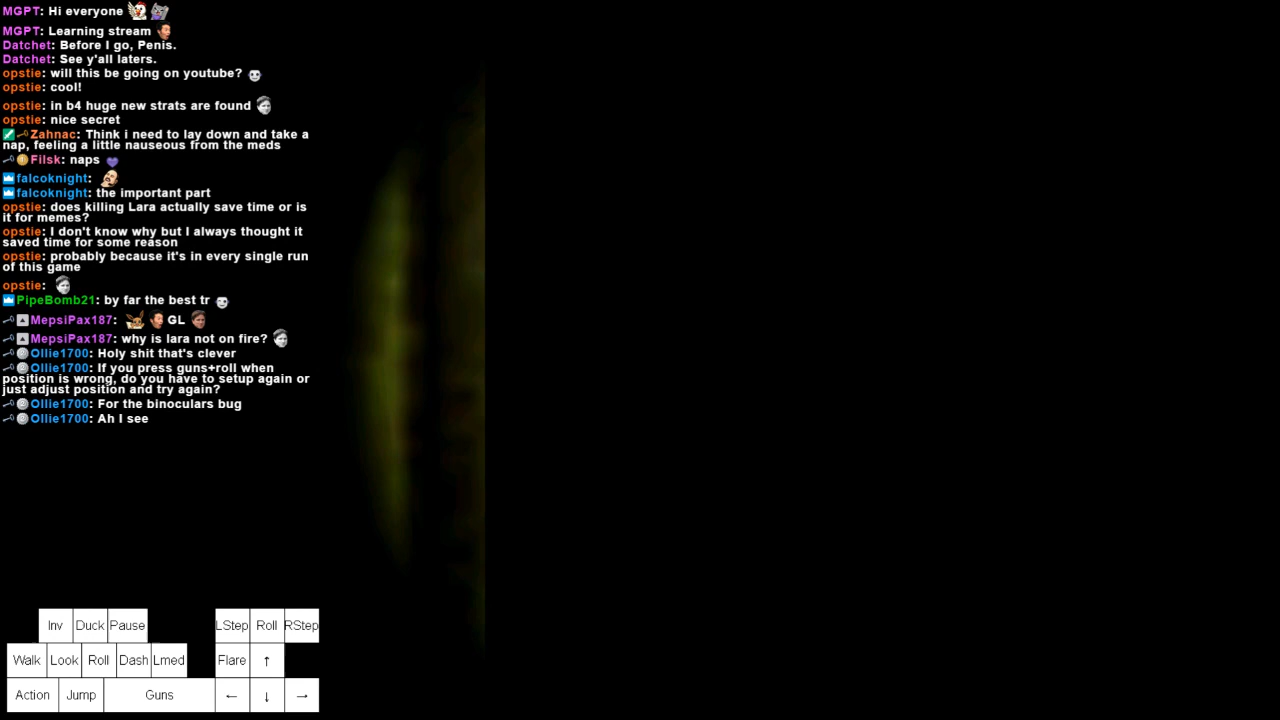 MGPT: Hi everyone
MGPT: Learning stream
Datchet: Before I go, Penis.
Datchet: See y'all laters.
opstie: will this be going on youtube?
opstie: cool!
opstie: in b4 huge new strats are found
opstie: nice secret
Zahnac: Think i need to lay down and take a
nap, feeling a little nauseous from the meds
Filsk: naps
falcoknight:
falcoknight: the important part
opstie: does killing Lara actually save time or is
it for memes?
opstie: I don't know why but I always thought it
saved time for some reason
opstie: probably because it's in every single run
of this game
opstie:
PipeBomb21: by far the best tr
MepsiPax187: GL
MepsiPax187: why is lara not on fire?
Ollie1700: Holy shit that's clever
Ollie1700: If you press guns+roll when
position is wrong, do you have to setup again or
just adjust position and try again?
Ollie1700: For the binoculars bug
Ollie1700: Ah I see
Inv Duck Pause LStep Roll RStep
Walk Look Roll Dash Lmed Flare ↑
Action Jump Guns ← ↓ →